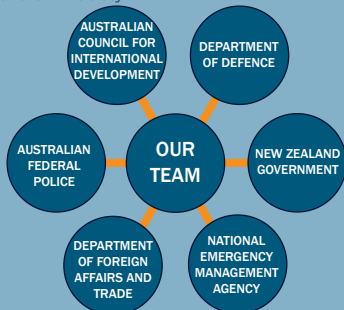 AUSTRALIAN
COUNCIL FOR
INTERNATIONAL
DEVELOPMENT
DEPARTMENT
OF DEFENCE
AUSTRALIAN
FEDERAL
POLICE
OUR
TEAM
NEW ZEALAND
GOVERNMENT
DEPARTMENT
OF FOREIGN
AFFAIRS AND
TRADE
NATIONAL
EMERGENCY
MANAGEMENT
AGENCY